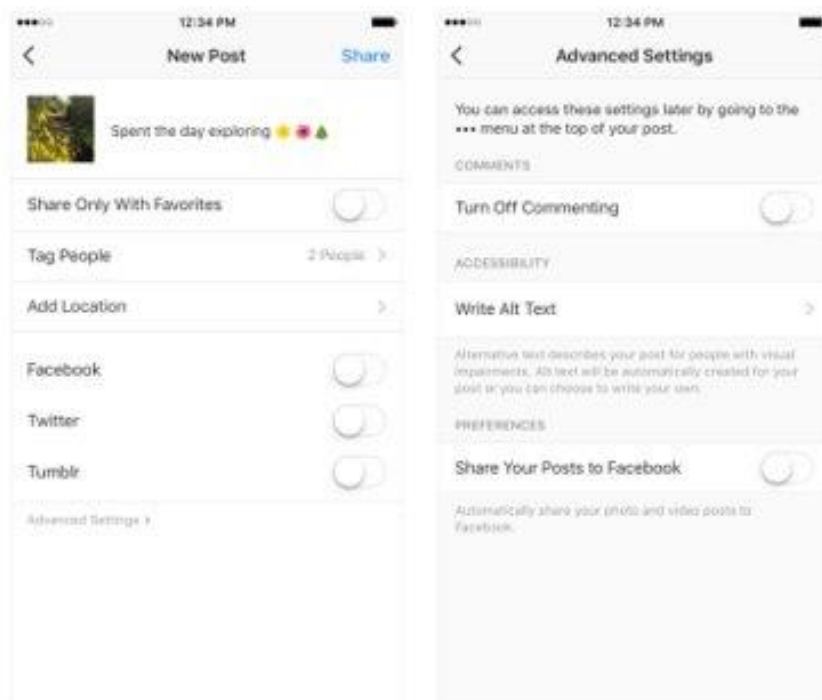 12:34 PM
New Post
Share
Spent the day exploring 🌼🌺🌲
Share Only With Favorites
Tag People
2 People
Add Location
Facebook
Twitter
Tumblr
Advanced Settings
12:34 PM
Advanced Settings
You can access these settings later by going to the
••• menu at the top of your post.
COMMENTS
Turn Off Commenting
ACCESSIBILITY
Write Alt Text
Alternative text describes your post for people with visual
impairments. Alt text will be automatically created for your
post or you can choose to write your own.
PREFERENCES
Share Your Posts to Facebook
Automatically share your photo and video posts to
Facebook.